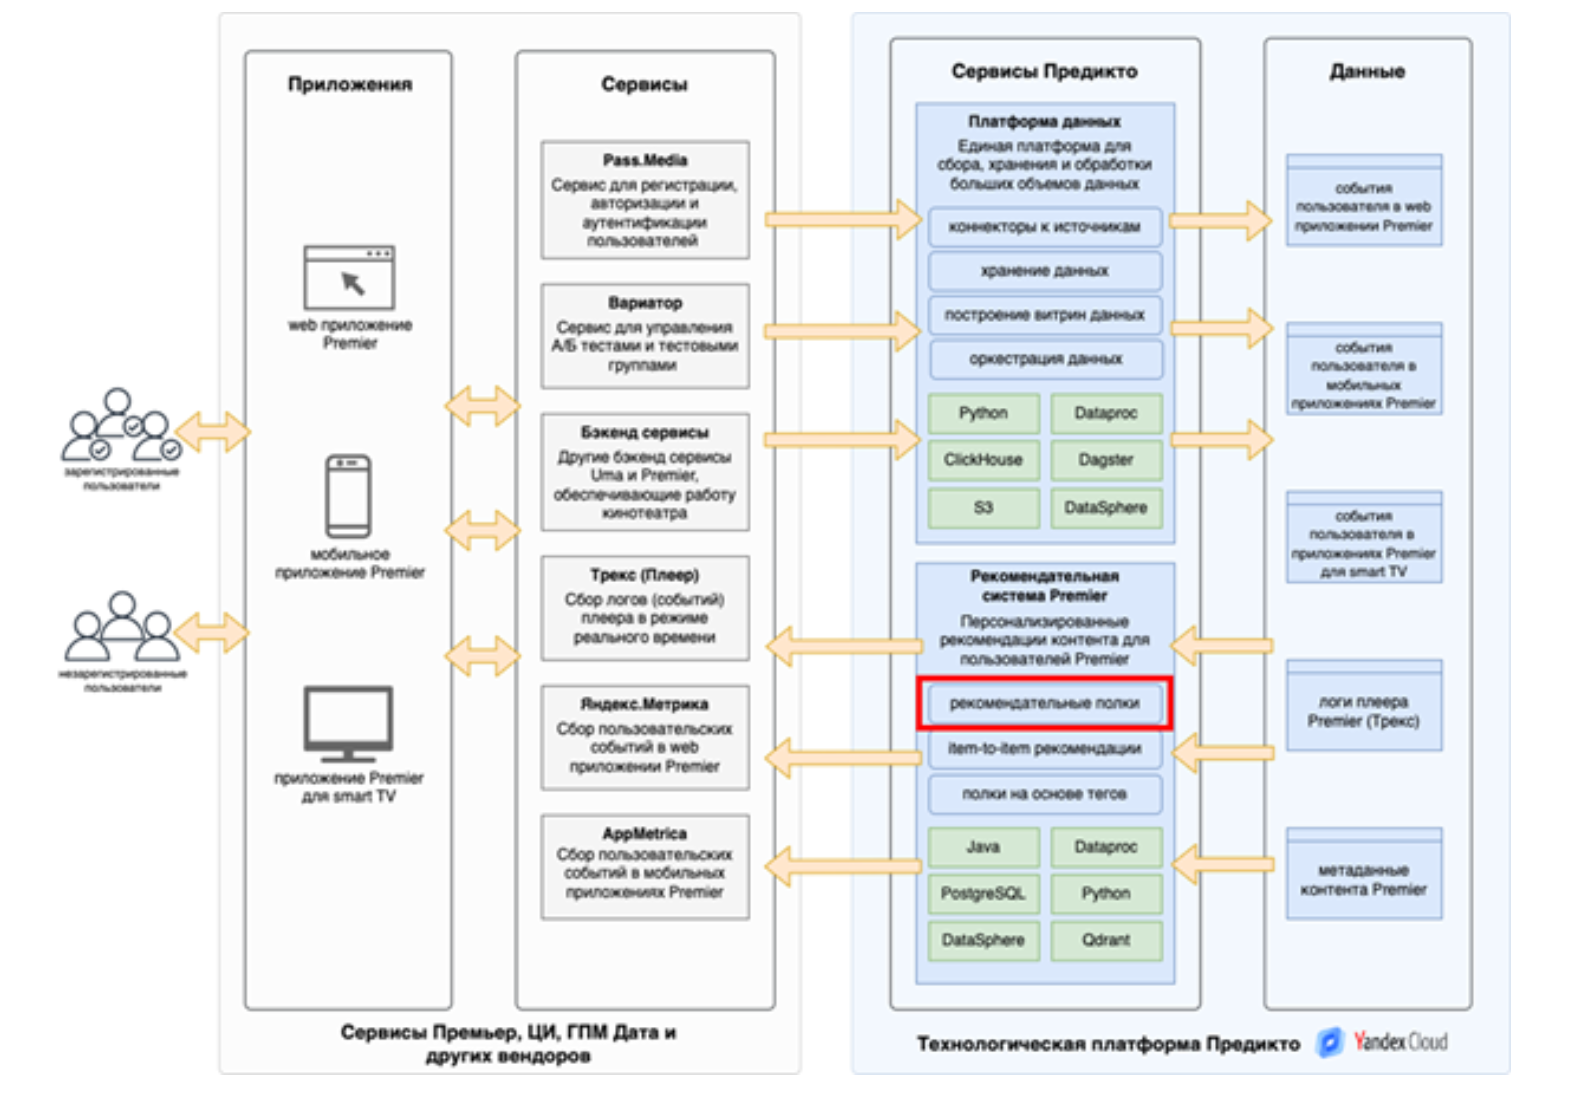 зарегистрированные
пользователи
незарегистрированные
пользователи
Приложения
web приложение
Premier
мобильное
приложение Premier
приложение Premier
для smart TV
Сервисы
Pass.Media
Сервис для регистрации,
авторизации и
аутентификации
пользователей
Вариатор
Сервис для управления
А/Б тестами и тестовыми
группами
Бэкенд сервисы
Другие бэкенд сервисы
Uma и Premier,
обеспечивающие работу
кинотеатра
Трекс (Плеер)
Сбор логов (событий)
плеера в режиме
реального времени
Яндекс.Метрика
Сбор пользовательских
событий в web
приложении Premier
AppMetrica
Сбор пользовательских
событий в мобильных
приложениях Premier
Сервисы Премьер, ЦИ, ГПМ Дата и
других вендоров
Сервисы Предикто
Платформа данных
Единая платформа для
сбора, хранения и обработки
больших объемов данных
коннекторы к источникам
хранение данных
построение витрин данных
оркестрация данных
Python
Dataproc
ClickHouse
Dagster
S3
DataSphere
Рекомендательная
система Premier
Персонализированные
рекомендации контента для
пользователей Premier
рекомендательные полки
item-to-item рекомендации
полки на основе тегов
Java
Dataproc
PostgreSQL
Python
DataSphere
Qdrant
Данные
события
пользователя в web
приложении Premier
события
пользователя в
мобильных
приложениях Premier
события
пользователя в
приложениях Premier
для smart TV
логи плеера
Premier (Трекс)
метаданные
контента Premier
Технологическая платформа Предикто
Yandex Cloud